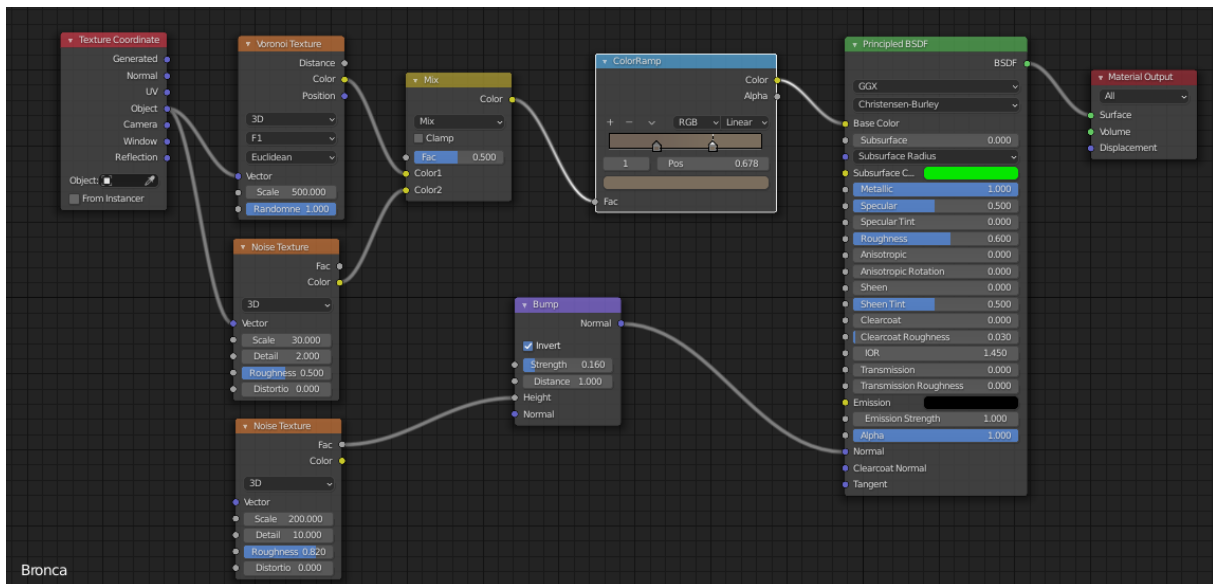 Texture Coordinate
Generated
Normal
UV
Object
Camera
Window
Reflection
Object:
From Instancer
Voronoi Texture
Distance
Color
Position
3D
F1
Euclidean
Vector
Scale 500.000
Randomne 1.000
Noise Texture
Fac
Color
3D
Vector
Scale 30.000
Detail 2.000
Roughness 0.500
Distortio 0.000
Noise Texture
Fac
Color
3D
Vector
Scale 200.000
Detail 10.000
Roughness 0.820
Distortio 0.000
Mix
Color
Mix
Clamp
Fac 0.500
Color1
Color2
Bump
Normal
Invert
Strength 0.160
Distance 1.000
Height
Normal
ColorRamp
Color
Alpha
+ − RGB Linear
1 Pos 0.678
Fac
Principled BSDF
BSDF
GGX
Christensen-Burley
Base Color
Subsurface 0.000
Subsurface Radius
Subsurface C...
Metallic 1.000
Specular 0.500
Specular Tint 0.000
Roughness 0.600
Anisotropic 0.000
Anisotropic Rotation 0.000
Sheen 0.000
Sheen Tint 0.500
Clearcoat 0.000
Clearcoat Roughness 0.030
IOR 1.450
Transmission 0.000
Transmission Roughness 0.000
Emission
Emission Strength 1.000
Alpha 1.000
Normal
Clearcoat Normal
Tangent
Material Output
All
Surface
Volume
Displacement
Bronca